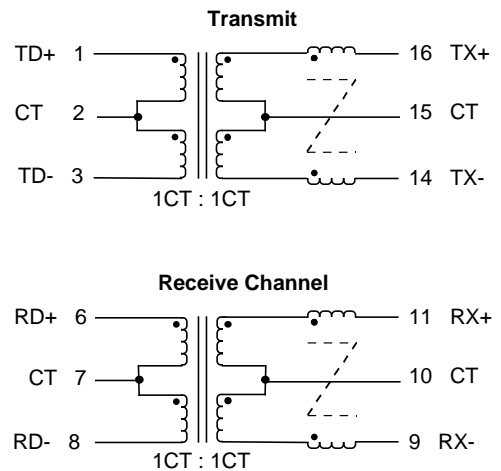 Transmit
TD+ 1
16 TX+
CT 2
15 CT
TD- 3
14 TX-
1CT : 1CT
Receive Channel
RD+ 6
11 RX+
CT 7
10 CT
RD- 8
9 RX-
1CT : 1CT